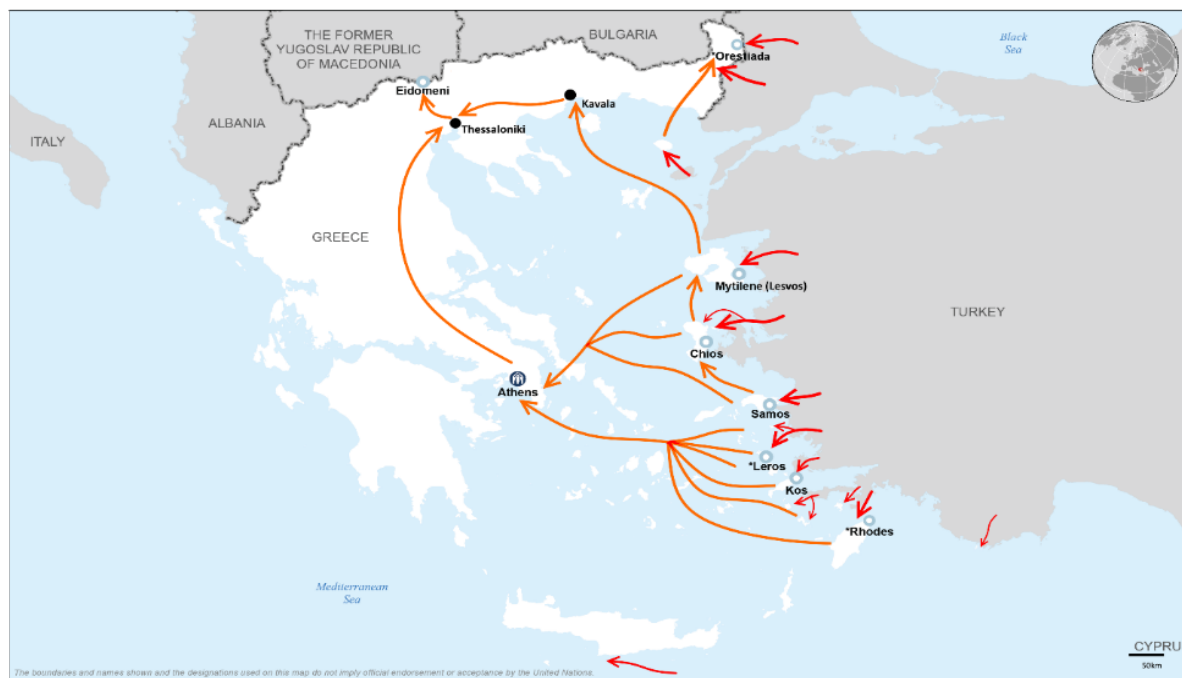 THE FORMER
YUGOSLAV REPUBLIC
OF MACEDONIA
BULGARIA
Black
Sea
*Orestiada
Eidomeni
Kavala
ALBANIA
Thessaloniki
ITALY
GREECE
Mytilene (Lesvos)
TURKEY
Chios
Athens
Samos
*Leros
Kos
*Rhodes
Mediterranean
Sea
CYPRU
50km
The boundaries and names shown and the designations used on this map do not imply official endorsement or acceptance by the United Nations.